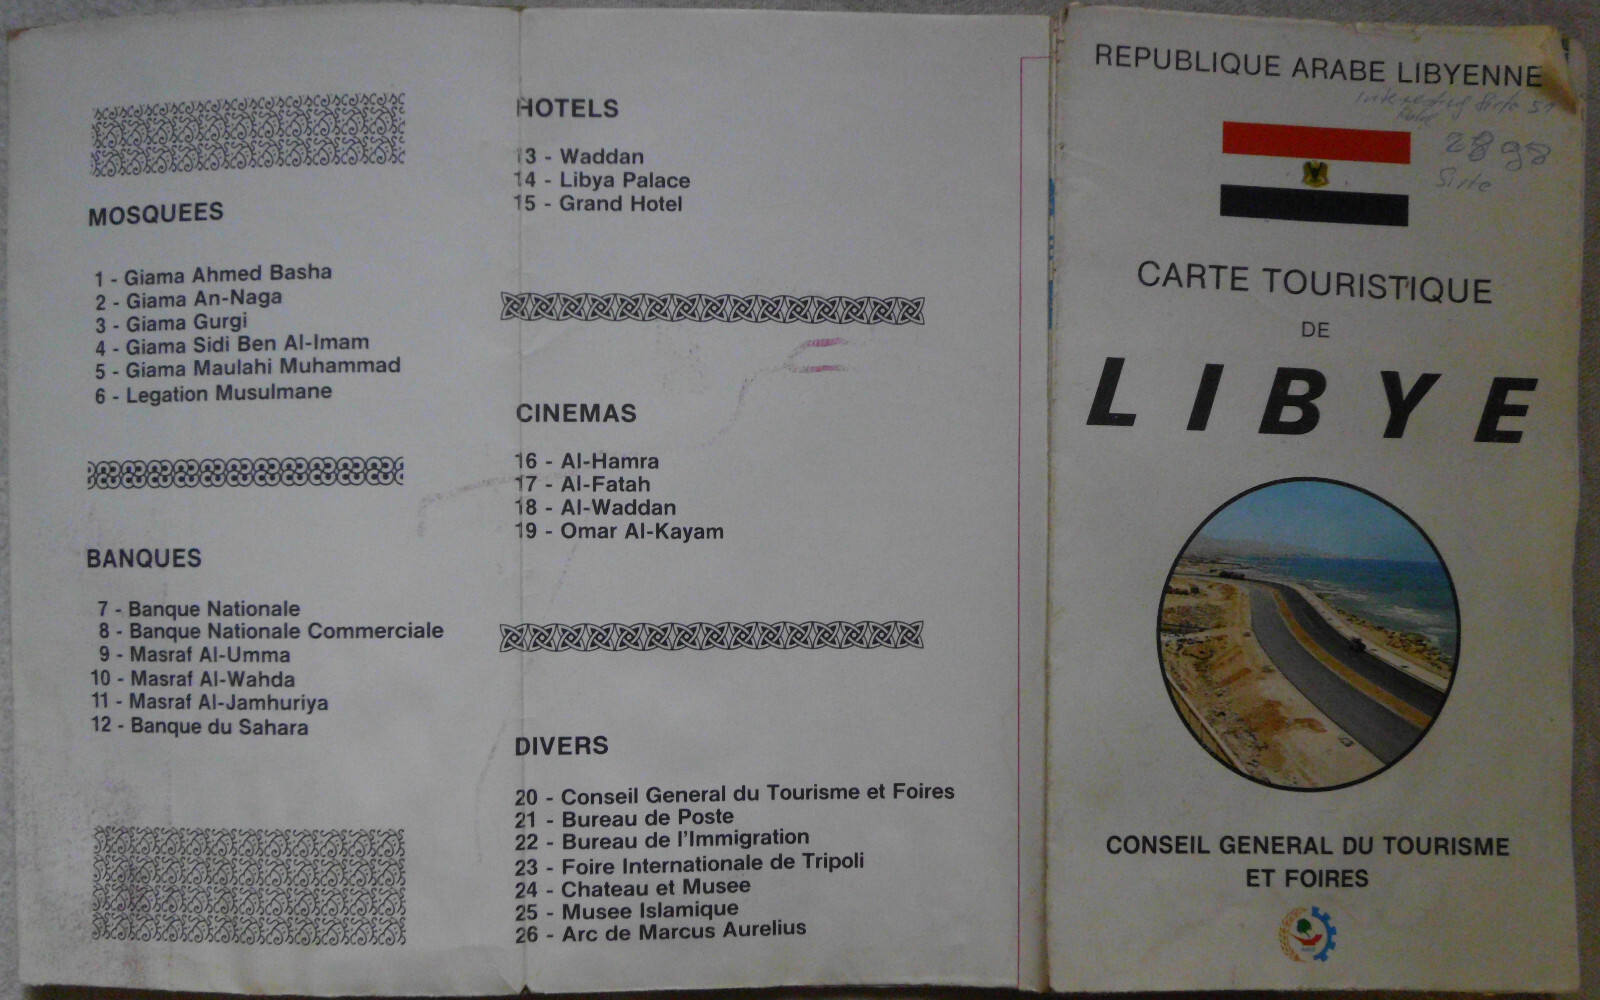 MOSQUEES
1 - Giama Ahmed Basha
2 - Giama An-Naga
3 - Giama Gurgi
4 - Giama Sidi Ben Al-Imam
5 - Giama Maulahi Muhammad
6 - Legation Musulmane
BANQUES
7 - Banque Nationale
8 - Banque Nationale Commerciale
9 - Masraf Al-Umma
10 - Masraf Al-Wahda
11 - Masraf Al-Jamhuriya
12 - Banque du Sahara
HOTELS
13 - Waddan
14 - Libya Palace
15 - Grand Hotel
CINEMAS
16 - Al-Hamra
17 - Al-Fatah
18 - Al-Waddan
19 - Omar Al-Kayam
DIVERS
20 - Conseil General du Tourisme et Foires
21 - Bureau de Poste
22 - Bureau de l'Immigration
23 - Foire Internationale de Tripoli
24 - Chateau et Musee
25 - Musee Islamique
26 - Arc de Marcus Aurelius
REPUBLIQUE ARABE LIBYENNE
Sirte 51
Sirte
CARTE TOURISTIQUE
DE
LIBYE
CONSEIL GENERAL DU TOURISME
ET FOIRES